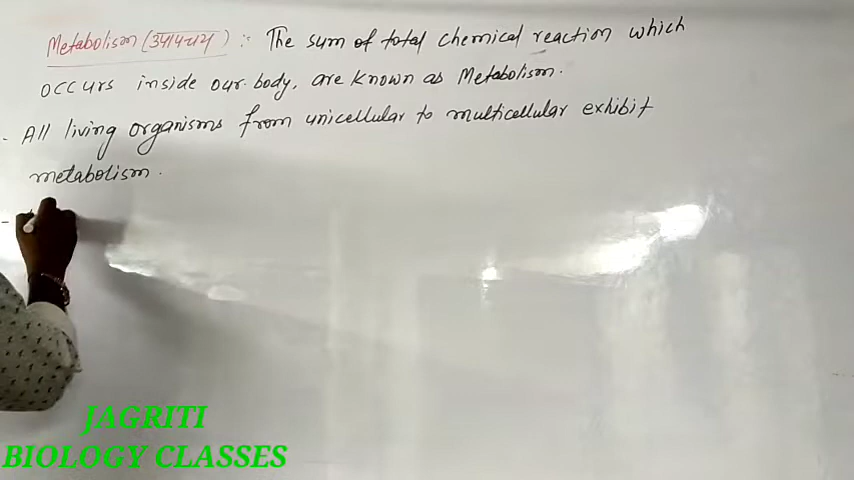 Metabolism (उपापचय) :- The sum of total chemical reaction which
occurs inside our body, are known as Metabolism.
- All living organisms from unicellular to multicellular exhibit
metabolism.
-
JAGRITI
BIOLOGY CLASSES